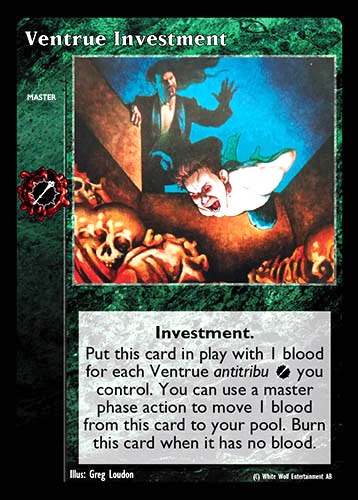 Ventrue Investment
MASTER
Investment.
Put this card in play with 1 blood
for each Ventrue antitribu you
control. You can use a master
phase action to move 1 blood
from this card to your pool. Burn
this card when it has no blood.
Illus: Greg Loudon
(C) White Wolf Entertainment AB